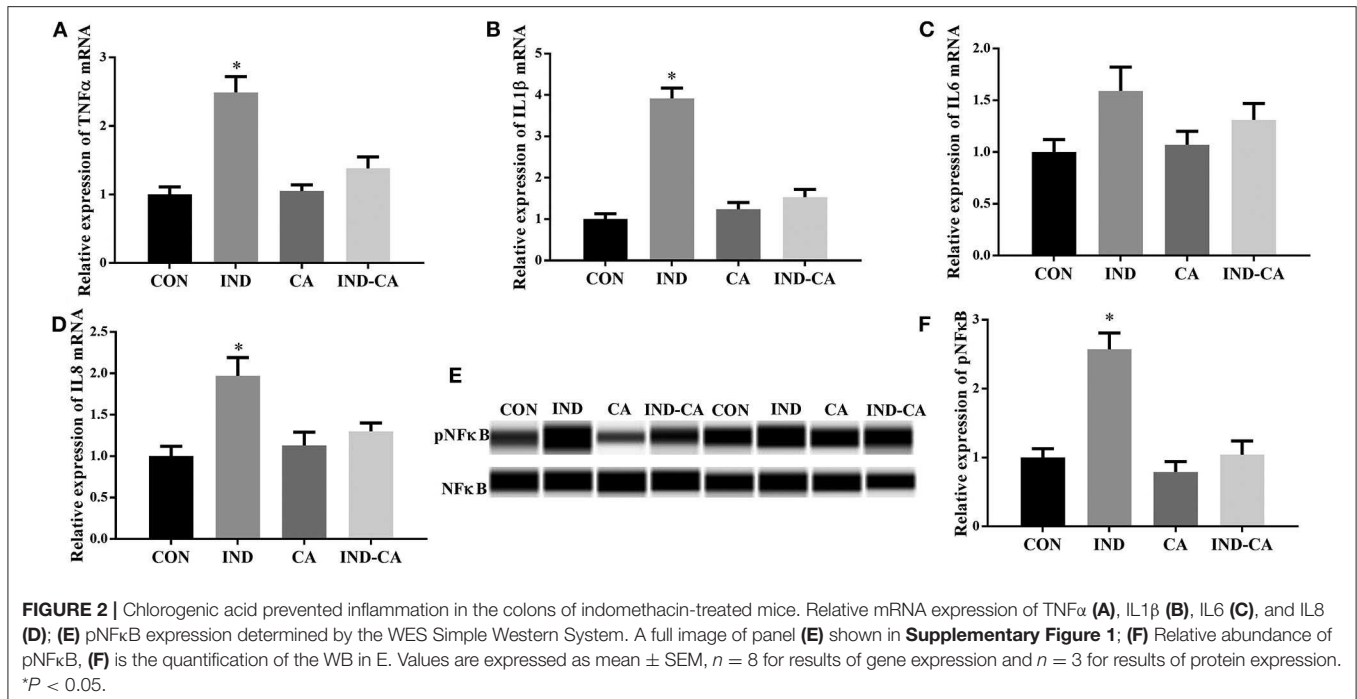 A
Relative expression of TNFα mRNA
3
2
1
0
*
CON IND CA IND-CA
B
Relative expression of IL1β mRNA
5
4
3
2
1
0
*
CON IND CA IND-CA
C
Relative expression of IL6 mRNA
2.0
1.5
1.0
0.5
0.0
CON IND CA IND-CA
D
Relative expression of IL8 mRNA
2.5
2.0
1.5
1.0
0.5
0.0
*
CON IND CA IND-CA
E
CON IND CA IND-CA CON IND CA IND-CA
pNFκB
NFκB
F
Relative expression of pNFκB
3
2
1
0
*
CON IND CA IND-CA
FIGURE 2 | Chlorogenic acid prevented inflammation in the colons of indomethacin-treated mice. Relative mRNA expression of TNFα (A), IL1β (B), IL6 (C), and IL8
(D); (E) pNFκB expression determined by the WES Simple Western System. A full image of panel (E) shown in Supplementary Figure 1; (F) Relative abundance of
pNFκB, (F) is the quantification of the WB in E. Values are expressed as mean ± SEM, n = 8 for results of gene expression and n = 3 for results of protein expression.
*P < 0.05.